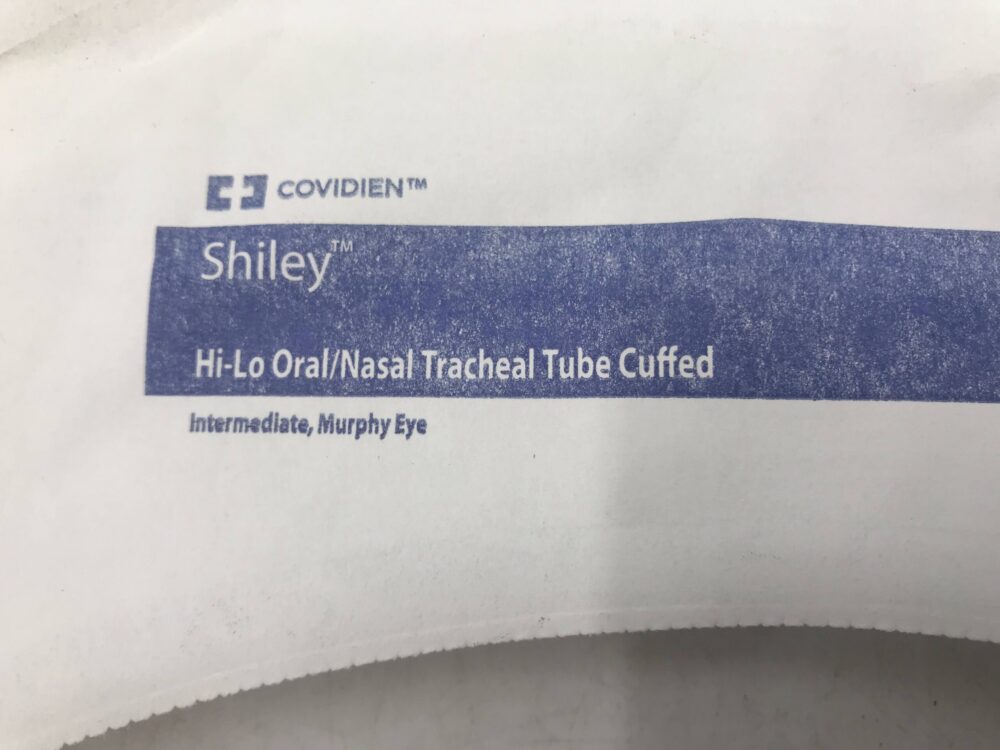 COVIDIEN™
Shiley™
Hi-Lo Oral/Nasal Tracheal Tube Cuffed
Intermediate, Murphy Eye